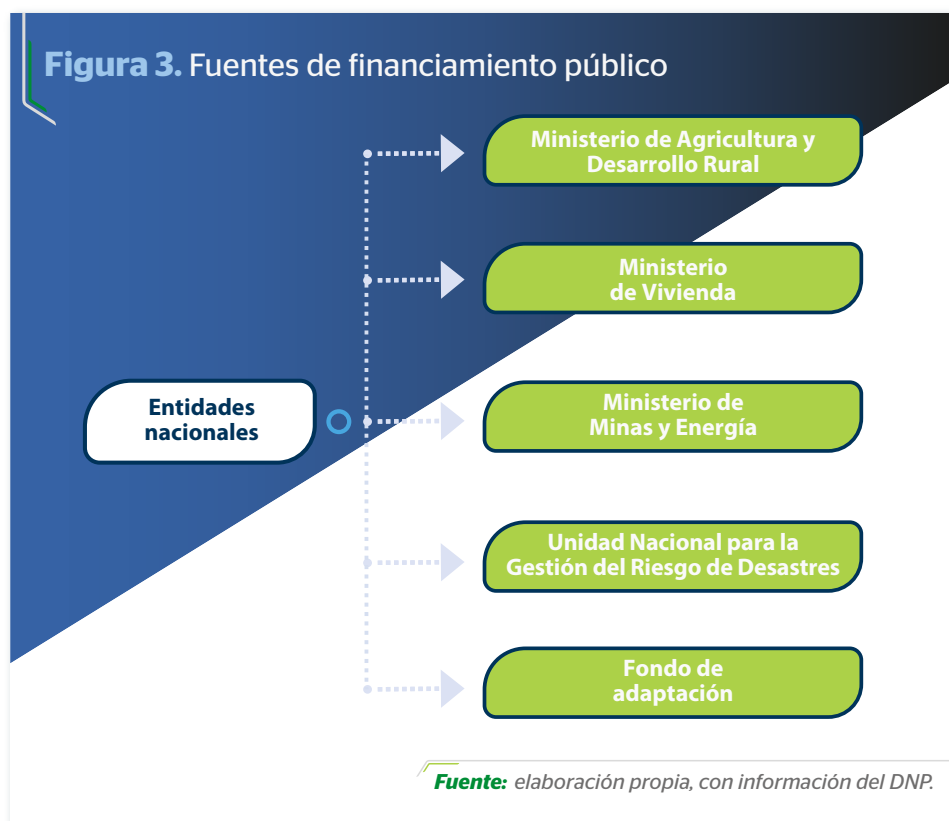 Figura 3. Fuentes de financiamiento público
Ministerio de Agricultura y
Desarrollo Rural
Ministerio
de Vivienda
Entidades
nacionales
Ministerio de
Minas y Energía
Unidad Nacional para la
Gestión del Riesgo de Desastres
Fondo de
adaptación
Fuente: elaboración propia, con información del DNP.